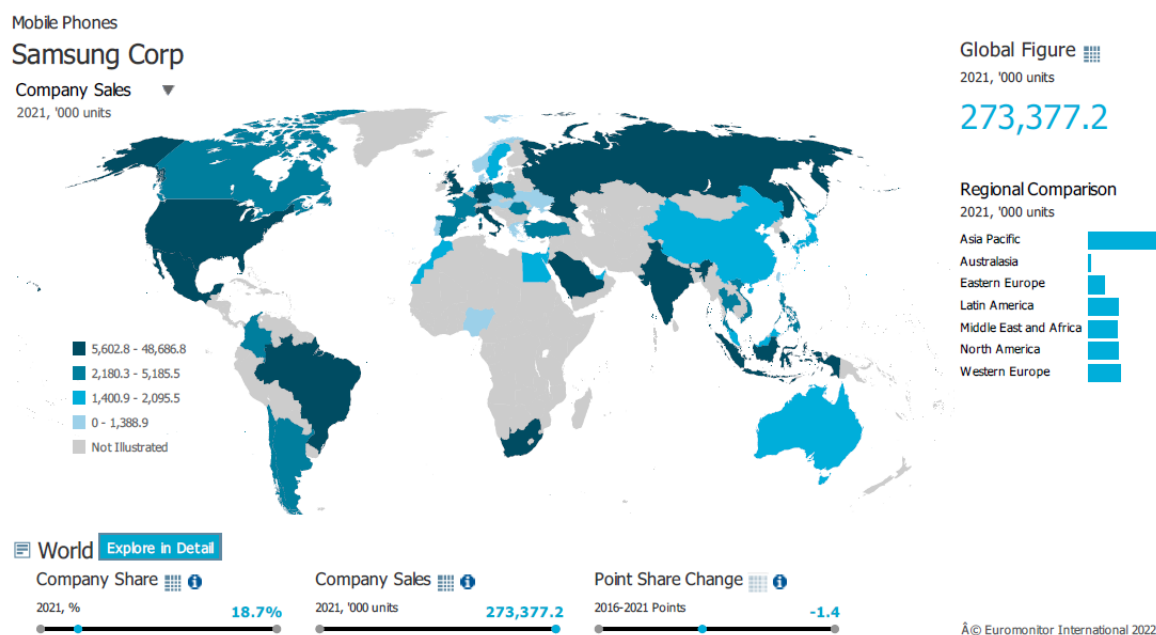 Mobile Phones
Samsung Corp
Company Sales
2021, '000 units
Global Figure
2021, '000 units
273,377.2
Regional Comparison
2021, '000 units
Asia Pacific
Australasia
Eastern Europe
Latin America
Middle East and Africa
North America
Western Europe
5,602.8 - 48,686.8
2,180.3 - 5,185.5
1,400.9 - 2,095.5
0 - 1,388.9
Not Illustrated
World Explore in Detail
Company Share
2021, % 18.7%
Company Sales
2021, '000 units 273,377.2
Point Share Change
2016-2021 Points -1.4
Â© Euromonitor International 2022